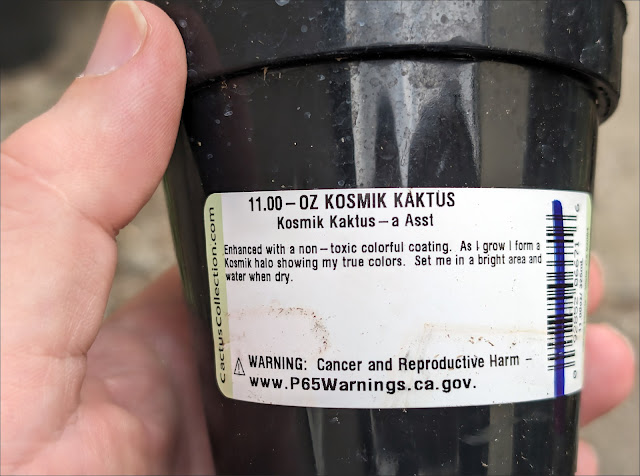 11.00-OZ KOSMIK KAKTUS
Kosmik Kaktus-a Asst
Enhanced with a non-toxic colorful coating. As I grow I form a
Kosmik halo showing my true colors. Set me in a bright area and
water when dry.
WARNING: Cancer and Reproductive Harm -
www.P65Warnings.ca.gov.
CactusCollection.com